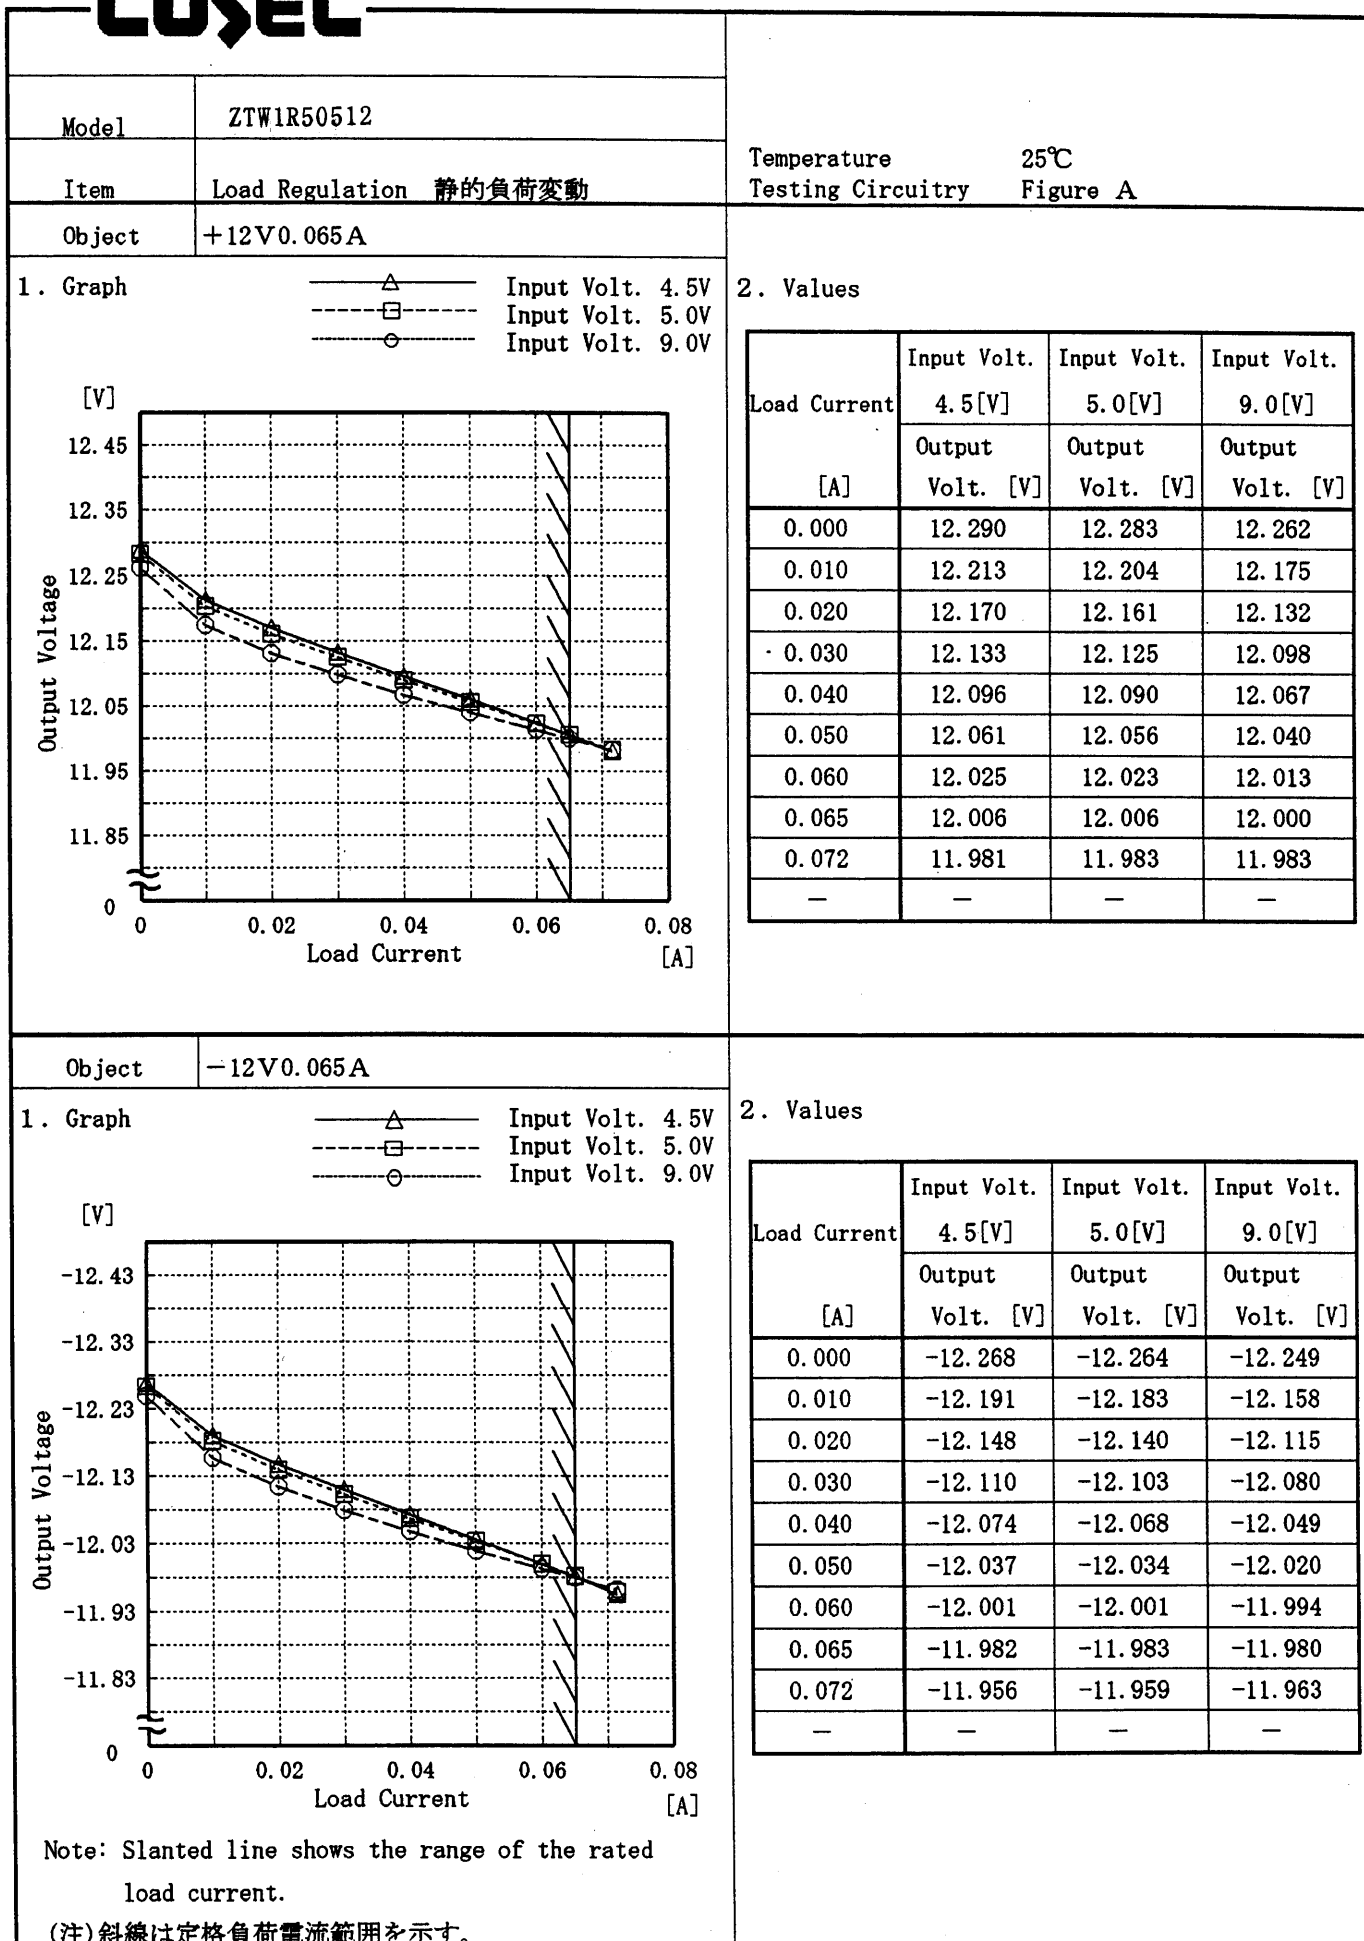 COSEL
Model ZTW1R50512
Item Load Regulation 静的負荷変動
Temperature 25℃
Testing Circuitry Figure A
Object +12V0.065A
1. Graph
Input Volt. 4.5V
Input Volt. 5.0V
Input Volt. 9.0V
[V]
12.45
12.35
12.25
12.15
12.05
11.95
11.85
0
Output Voltage
0 0.02 0.04 0.06 0.08
Load Current [A]
2. Values
Input Volt. Input Volt. Input Volt.
Load Current 4.5[V] 5.0[V] 9.0[V]
Output Output Output
[A] Volt. [V] Volt. [V] Volt. [V]
0.000 12.290 12.283 12.262
0.010 12.213 12.204 12.175
0.020 12.170 12.161 12.132
0.030 12.133 12.125 12.098
0.040 12.096 12.090 12.067
0.050 12.061 12.056 12.040
0.060 12.025 12.023 12.013
0.065 12.006 12.006 12.000
0.072 11.981 11.983 11.983
— — — —
Object -12V0.065A
1. Graph
Input Volt. 4.5V
Input Volt. 5.0V
Input Volt. 9.0V
[V]
-12.43
-12.33
-12.23
-12.13
-12.03
-11.93
-11.83
0
Output Voltage
0 0.02 0.04 0.06 0.08
Load Current [A]
Note: Slanted line shows the range of the rated
load current.
(注)斜線は定格負荷電流範囲を示す。
2. Values
Input Volt. Input Volt. Input Volt.
Load Current 4.5[V] 5.0[V] 9.0[V]
Output Output Output
[A] Volt. [V] Volt. [V] Volt. [V]
0.000 -12.268 -12.264 -12.249
0.010 -12.191 -12.183 -12.158
0.020 -12.148 -12.140 -12.115
0.030 -12.110 -12.103 -12.080
0.040 -12.074 -12.068 -12.049
0.050 -12.037 -12.034 -12.020
0.060 -12.001 -12.001 -11.994
0.065 -11.982 -11.983 -11.980
0.072 -11.956 -11.959 -11.963
— — — —